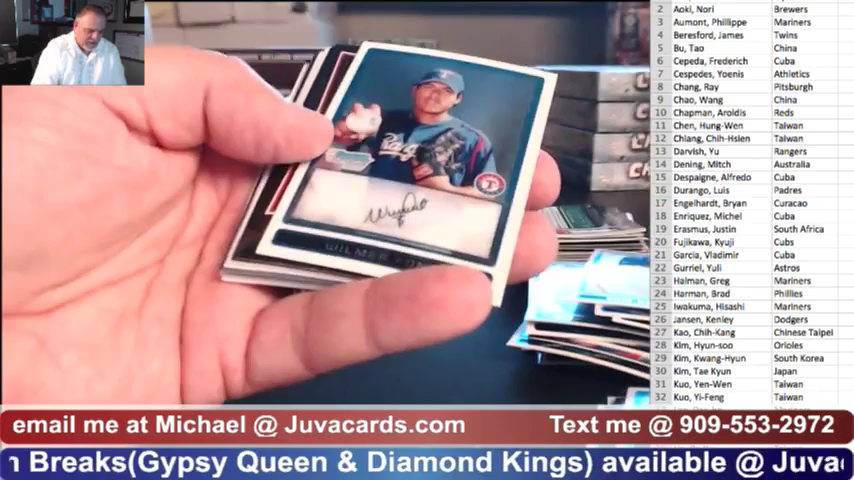 2 Aoki, Nori Brewers
3 Aumont, Phillippe Mariners
4 Beresford, James Twins
5 Bu, Tao China
6 Cepeda, Frederich Cuba
7 Cespedes, Yoenis Athletics
8 Chang, Ray Pittsburgh
9 Chao, Wang China
10 Chapman, Aroldis Reds
11 Chen, Hung-Wen Taiwan
12 Chiang, Chih-Hsien Taiwan
13 Darvish, Yu Rangers
14 Dening, Mitch Australia
15 Despaigne, Alfredo Cuba
16 Durango, Luis Padres
17 Engelhardt, Bryan Curacao
18 Enriquez, Michel Cuba
19 Erasmus, Justin South Africa
20 Fujikawa, Kyuji Cubs
21 Garcia, Vladimir Cuba
22 Gurriel, Yuli Astros
23 Halman, Greg Mariners
24 Harman, Brad Phillies
25 Iwakuma, Hisashi Mariners
26 Jansen, Kenley Dodgers
27 Kao, Chih-Kang Chinese Taipei
28 Kim, Hyun-soo Orioles
29 Kim, Kwang-Hyun South Korea
30 Kim, Tae Kyun Japan
31 Kuo, Yen-Wen Taiwan
32 Kuo, Yi-Feng Taiwan
WILMER
email me at Michael @ Juvacards.com Text me @ 909-553-2972
n Breaks(Gypsy Queen & Diamond Kings) available @ Juva